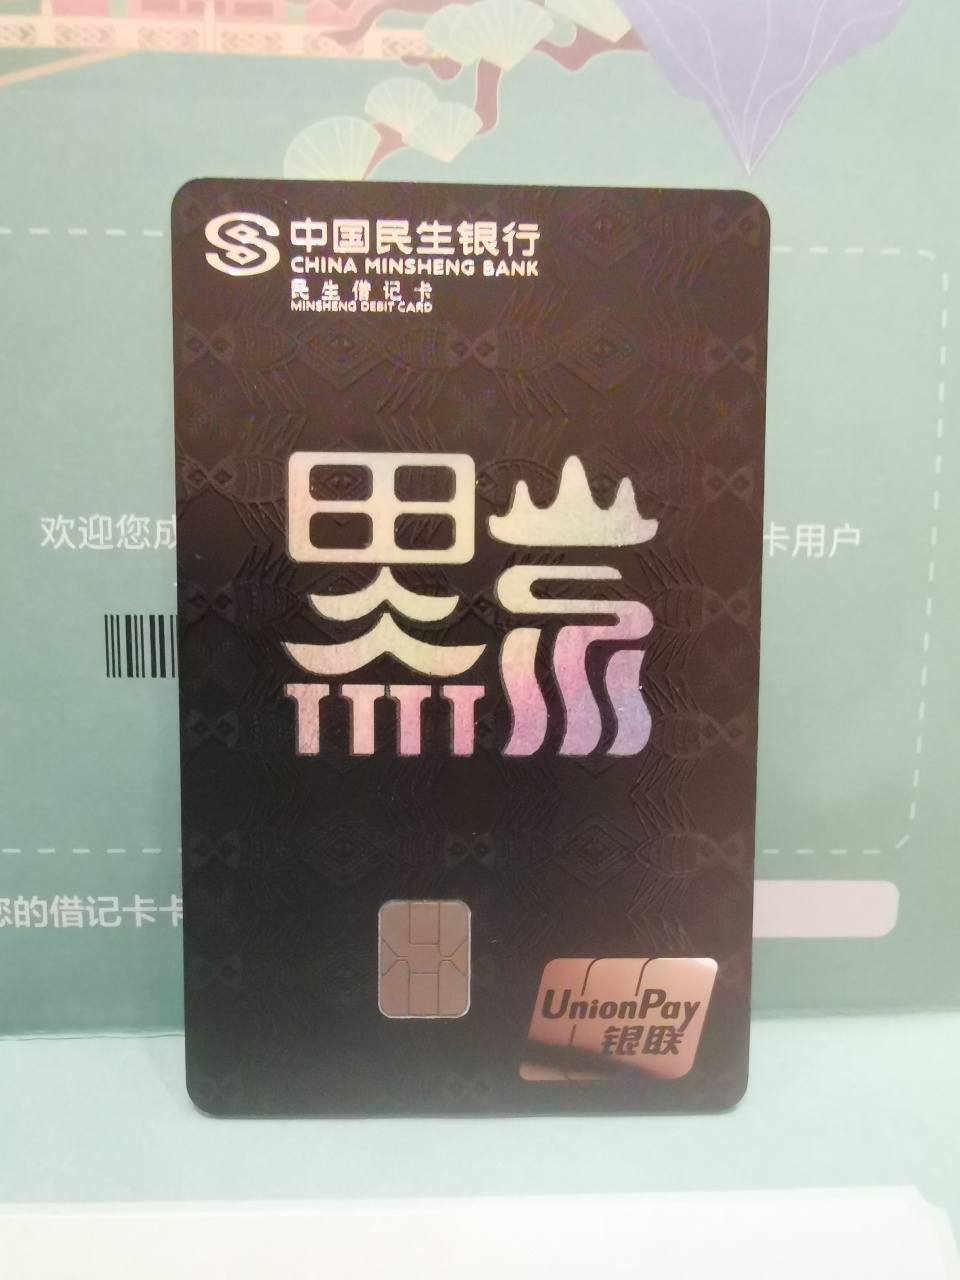 中国民生银行
CHINA MINSHENG BANK
民生借记卡
MINSHENG DEBIT CARD
欢迎您成
卡用户
您的借记卡卡
UnionPay
银联